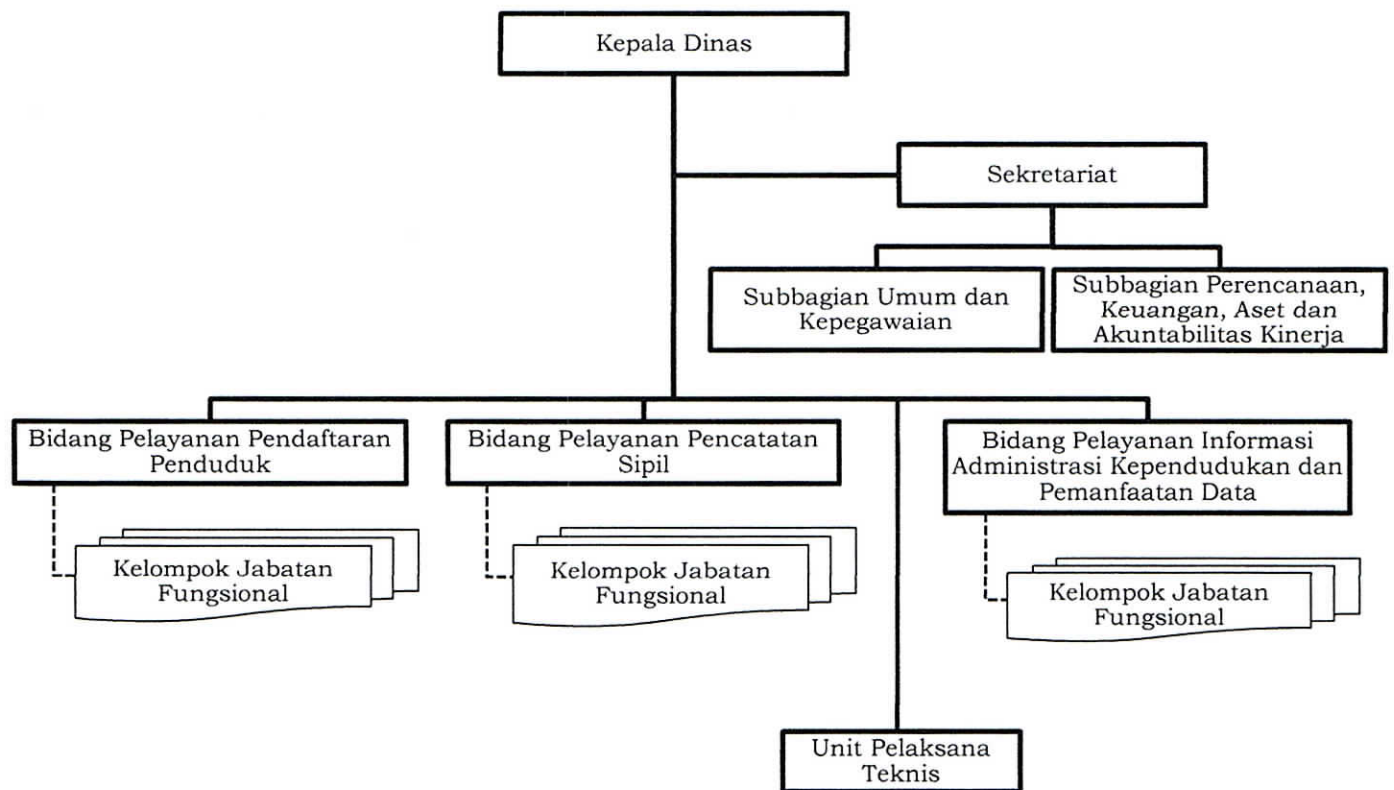 Kepala Dinas
Sekretariat
Subbagian Umum dan
Kepegawaian
Subbagian Perencanaan,
Keuangan, Aset dan
Akuntabilitas Kinerja
Bidang Pelayanan Pendaftaran
Penduduk
Bidang Pelayanan Pencatatan
Sipil
Bidang Pelayanan Informasi
Administrasi Kependudukan dan
Pemanfaatan Data
Kelompok Jabatan
Fungsional
Kelompok Jabatan
Fungsional
Kelompok Jabatan
Fungsional
Unit Pelaksana
Teknis